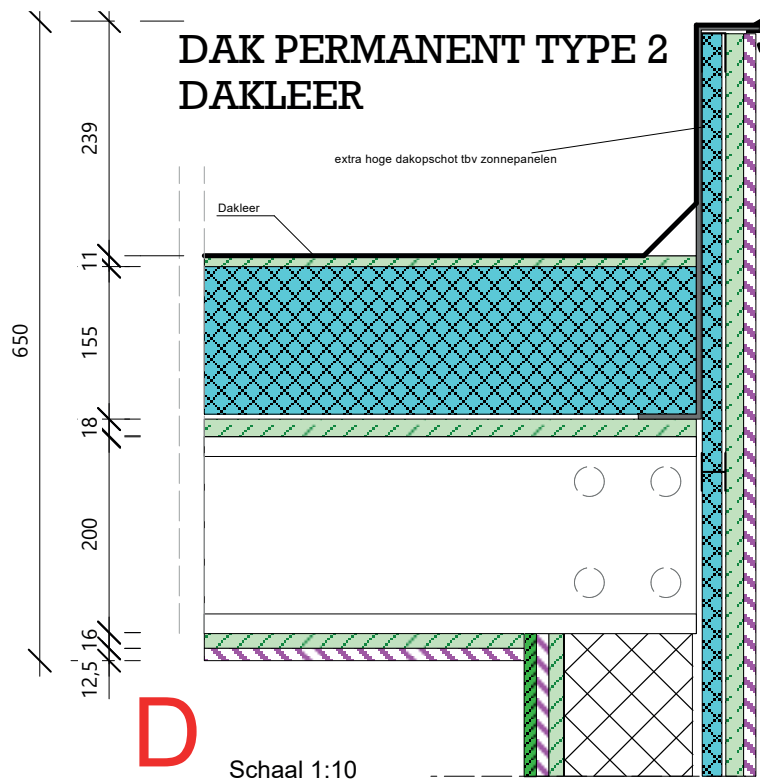 DAK PERMANENT TYPE 2
DAKLEER
extra hoge dakopschot tbv zonnepanelen
Dakleer
650
239
11
155
18
200
16
12,5
D
Schaal 1:10